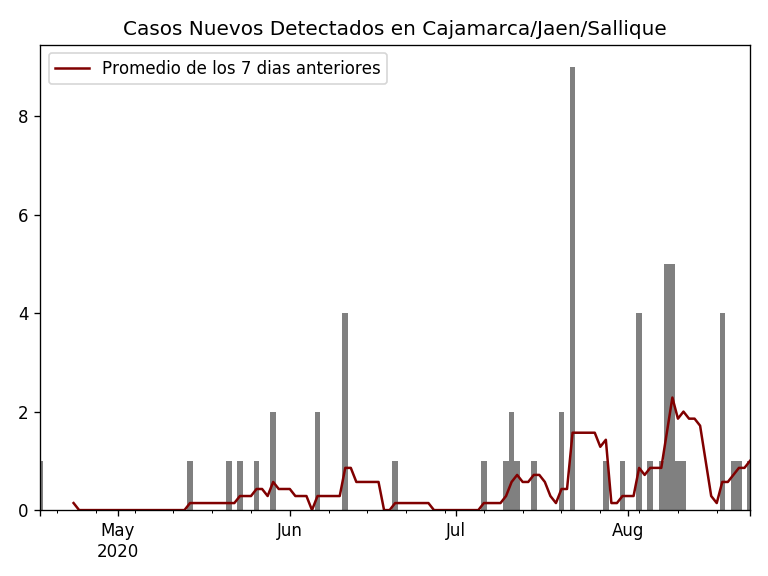 Casos Nuevos Detectados en Cajamarca/Jaen/Sallique
Promedio de los 7 dias anteriores
8
6
4
2
0
May Jun Jul Aug
2020